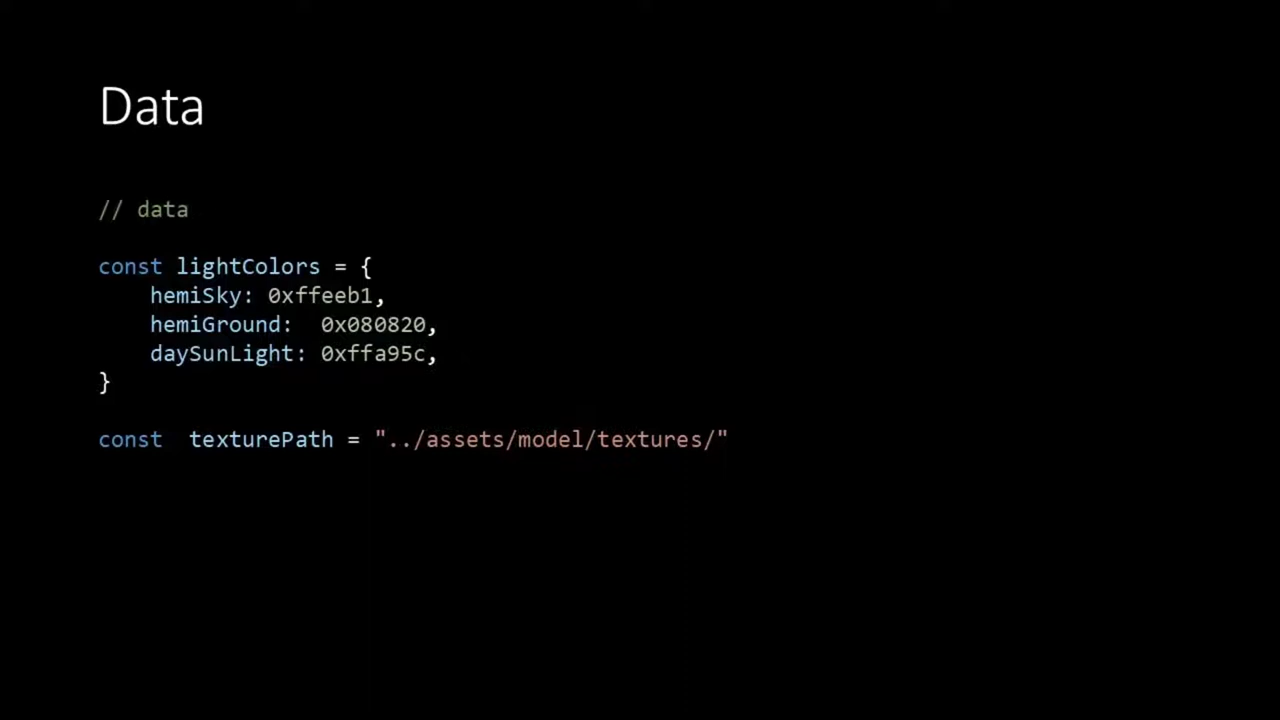 Data
// data
const lightColors = {
    hemiSky: 0xffeeb1,
    hemiGround:  0x080820,
    daySunLight: 0xffa95c,
}
const  texturePath = "../assets/model/textures/"